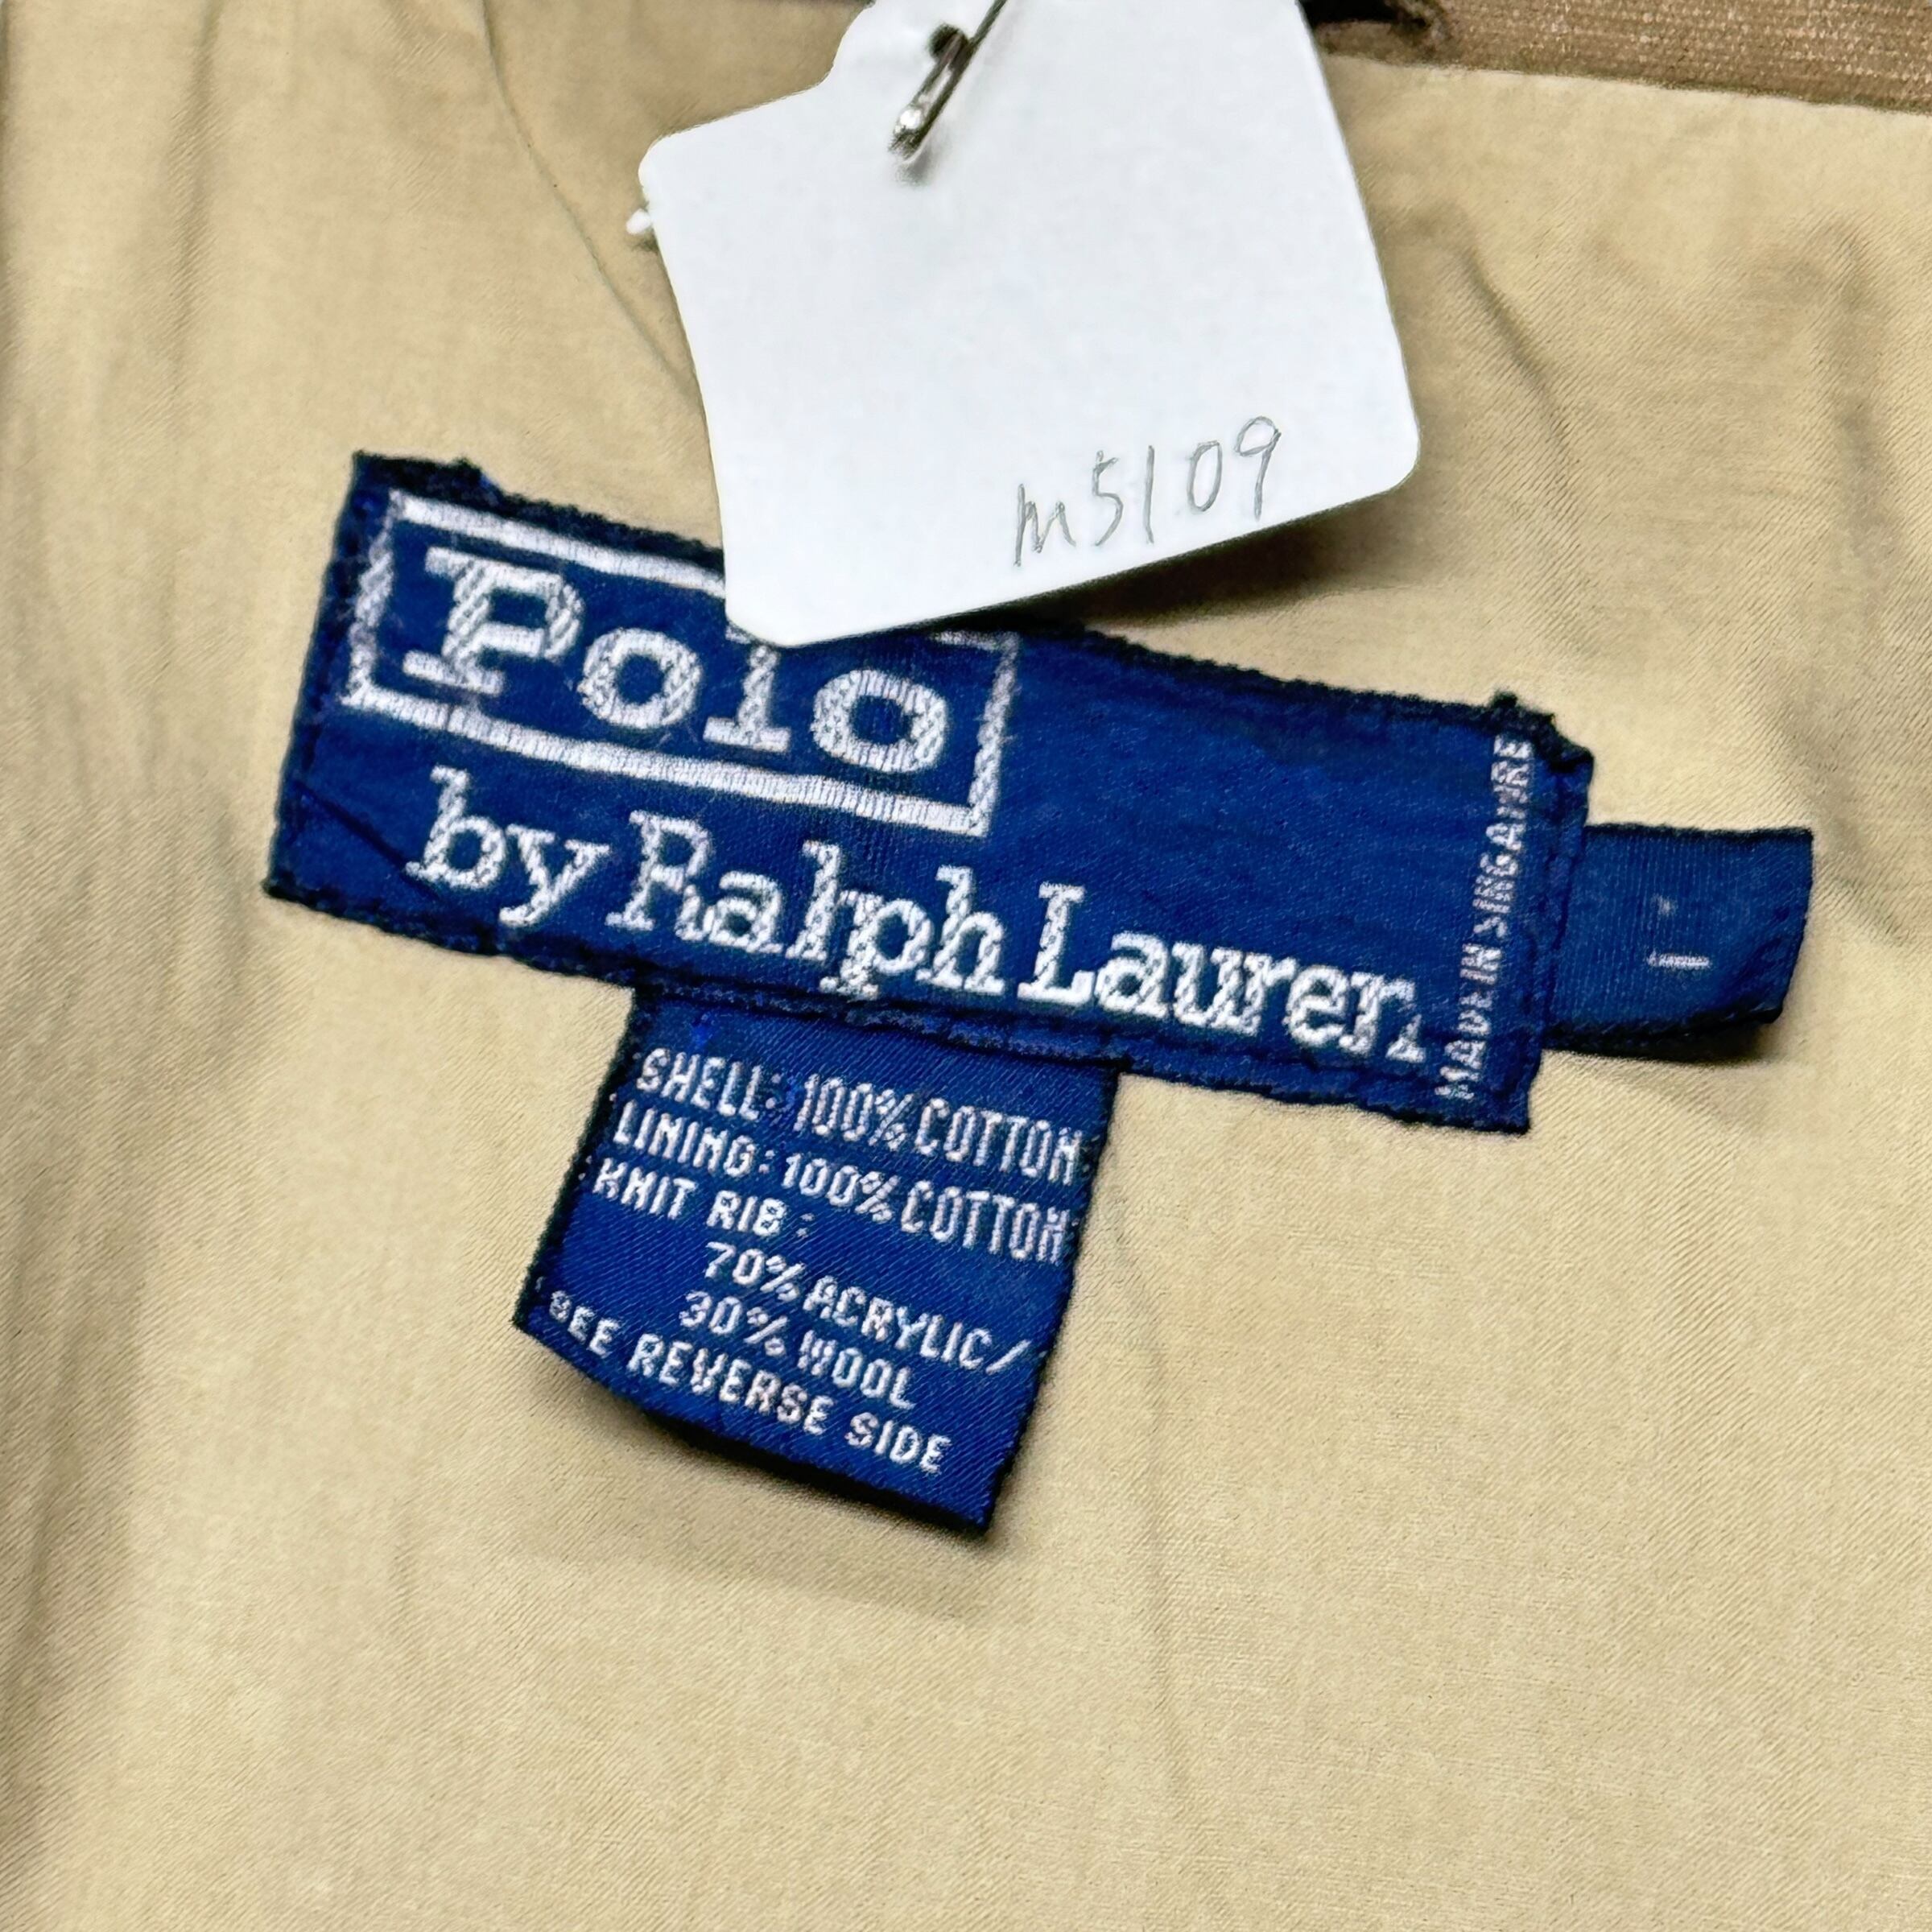 m5109
Polo
by Ralph Lauren
MADE IN SINGAPORE
L
SHELL: 100% COTTON
LINING: 100% COTTON
KNIT RIB:
70% ACRYLIC/
30% WOOL
SEE REVERSE SIDE